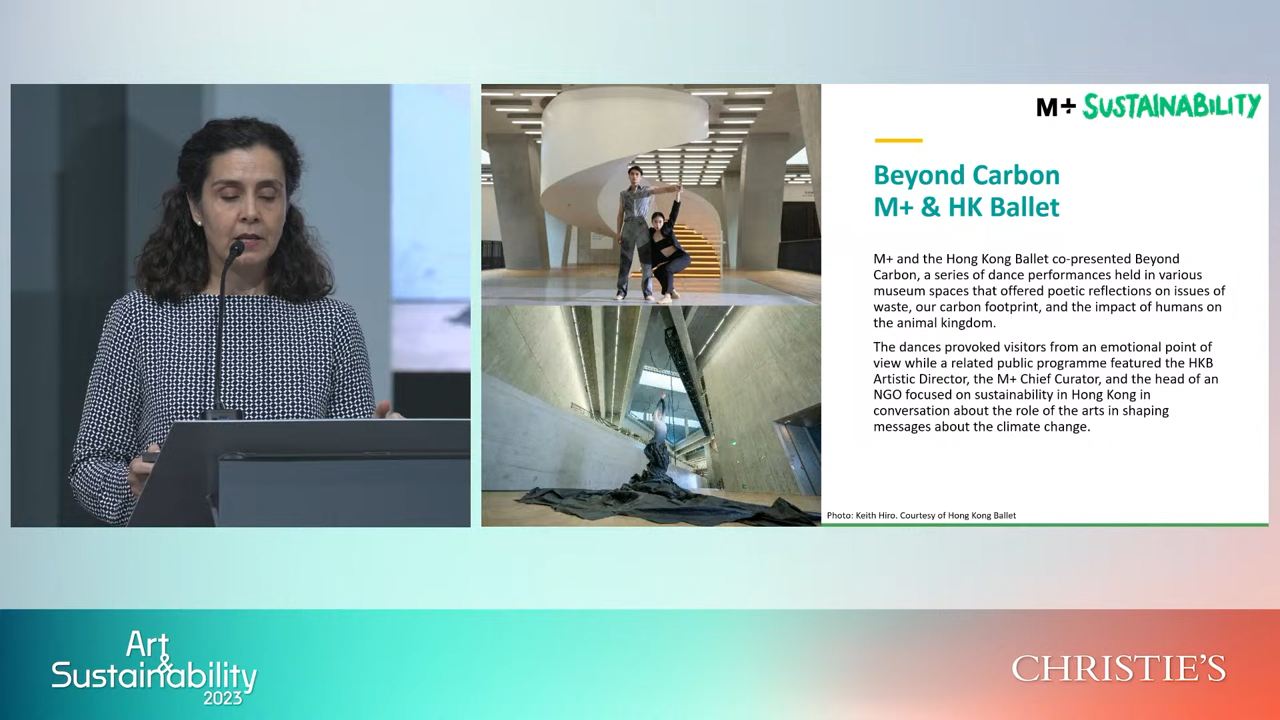 M+ SUSTAINABILITY
Beyond Carbon
M+ & HK Ballet
M+ and the Hong Kong Ballet co-presented Beyond
Carbon, a series of dance performances held in various
museum spaces that offered poetic reflections on issues of
waste, our carbon footprint, and the impact of humans on
the animal kingdom.
The dances provoked visitors from an emotional point of
view while a related public programme featured the HKB
Artistic Director, the M+ Chief Curator, and the head of an
NGO focused on sustainability in Hong Kong in
conversation about the role of the arts in shaping
messages about the climate change.
Photo: Keith Hiro. Courtesy of Hong Kong Ballet
Art
&
Sustainability
2023
CHRISTIE'S